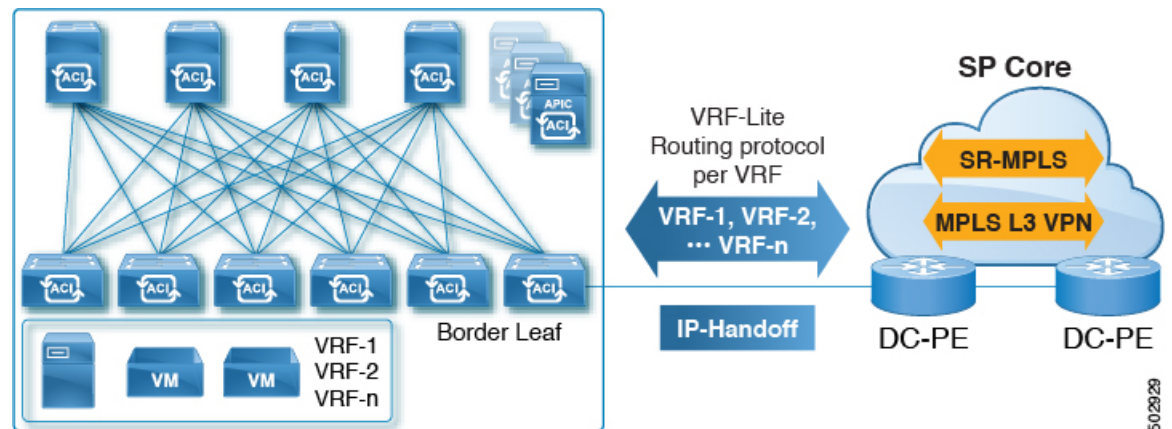 ACI
ACI
ACI
ACI
ACI
ACI
APIC
ACI
ACI
ACI
ACI
ACI
ACI
ACI
Border Leaf
VM
VM
VRF-1
VRF-2
VRF-n
VRF-Lite
Routing protocol
per VRF
VRF-1, VRF-2,
··· VRF-n
IP-Handoff
SP Core
SR-MPLS
MPLS L3 VPN
DC-PE
DC-PE
502929